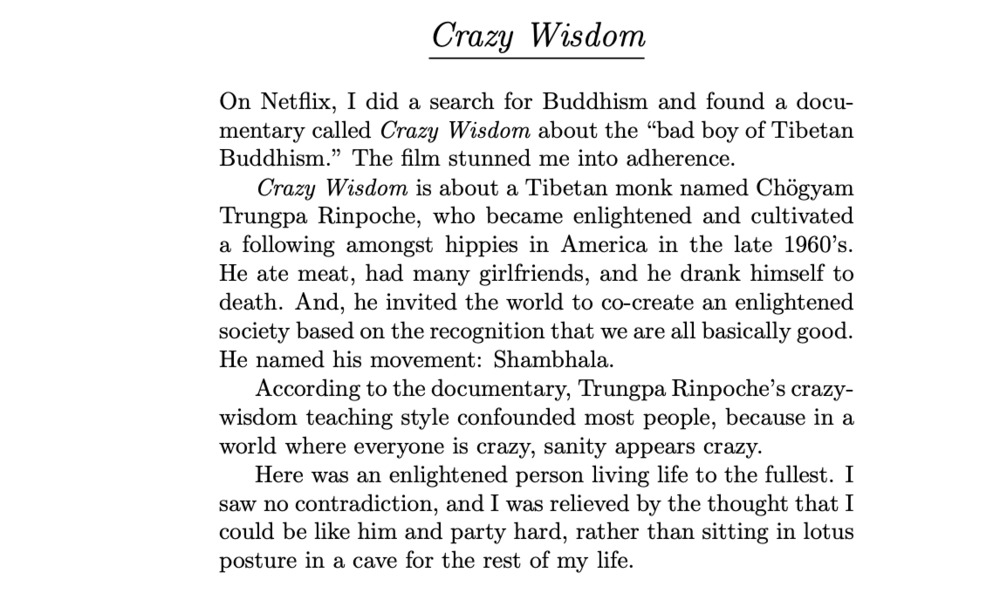 Crazy Wisdom
On Netflix, I did a search for Buddhism and found a docu-
mentary called Crazy Wisdom about the “bad boy of Tibetan
Buddhism.” The film stunned me into adherence.
Crazy Wisdom is about a Tibetan monk named Chögyam
Trungpa Rinpoche, who became enlightened and cultivated
a following amongst hippies in America in the late 1960’s.
He ate meat, had many girlfriends, and he drank himself to
death. And, he invited the world to co-create an enlightened
society based on the recognition that we are all basically good.
He named his movement: Shambhala.
According to the documentary, Trungpa Rinpoche’s crazy-
wisdom teaching style confounded most people, because in a
world where everyone is crazy, sanity appears crazy.
Here was an enlightened person living life to the fullest. I
saw no contradiction, and I was relieved by the thought that I
could be like him and party hard, rather than sitting in lotus
posture in a cave for the rest of my life.